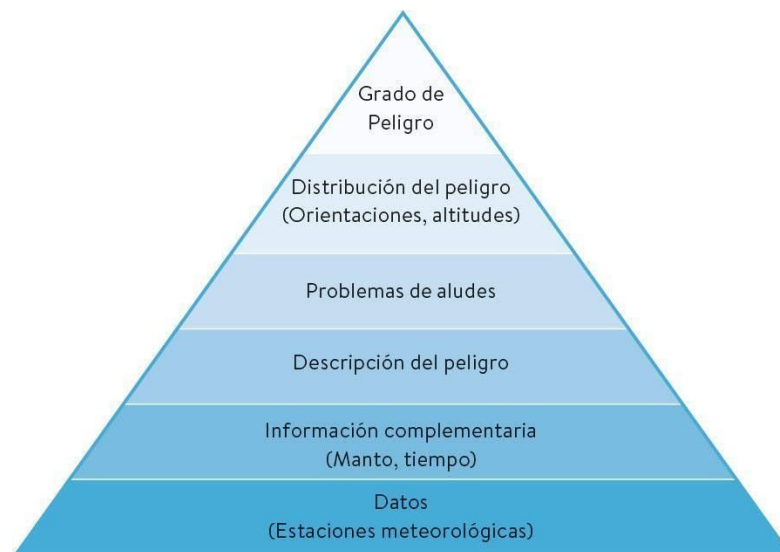 Grado de
Peligro
Distribución del peligro
(Orientaciones, altitudes)
Problemas de aludes
Descripción del peligro
Información complementaria
(Manto, tiempo)
Datos
(Estaciones meteorológicas)